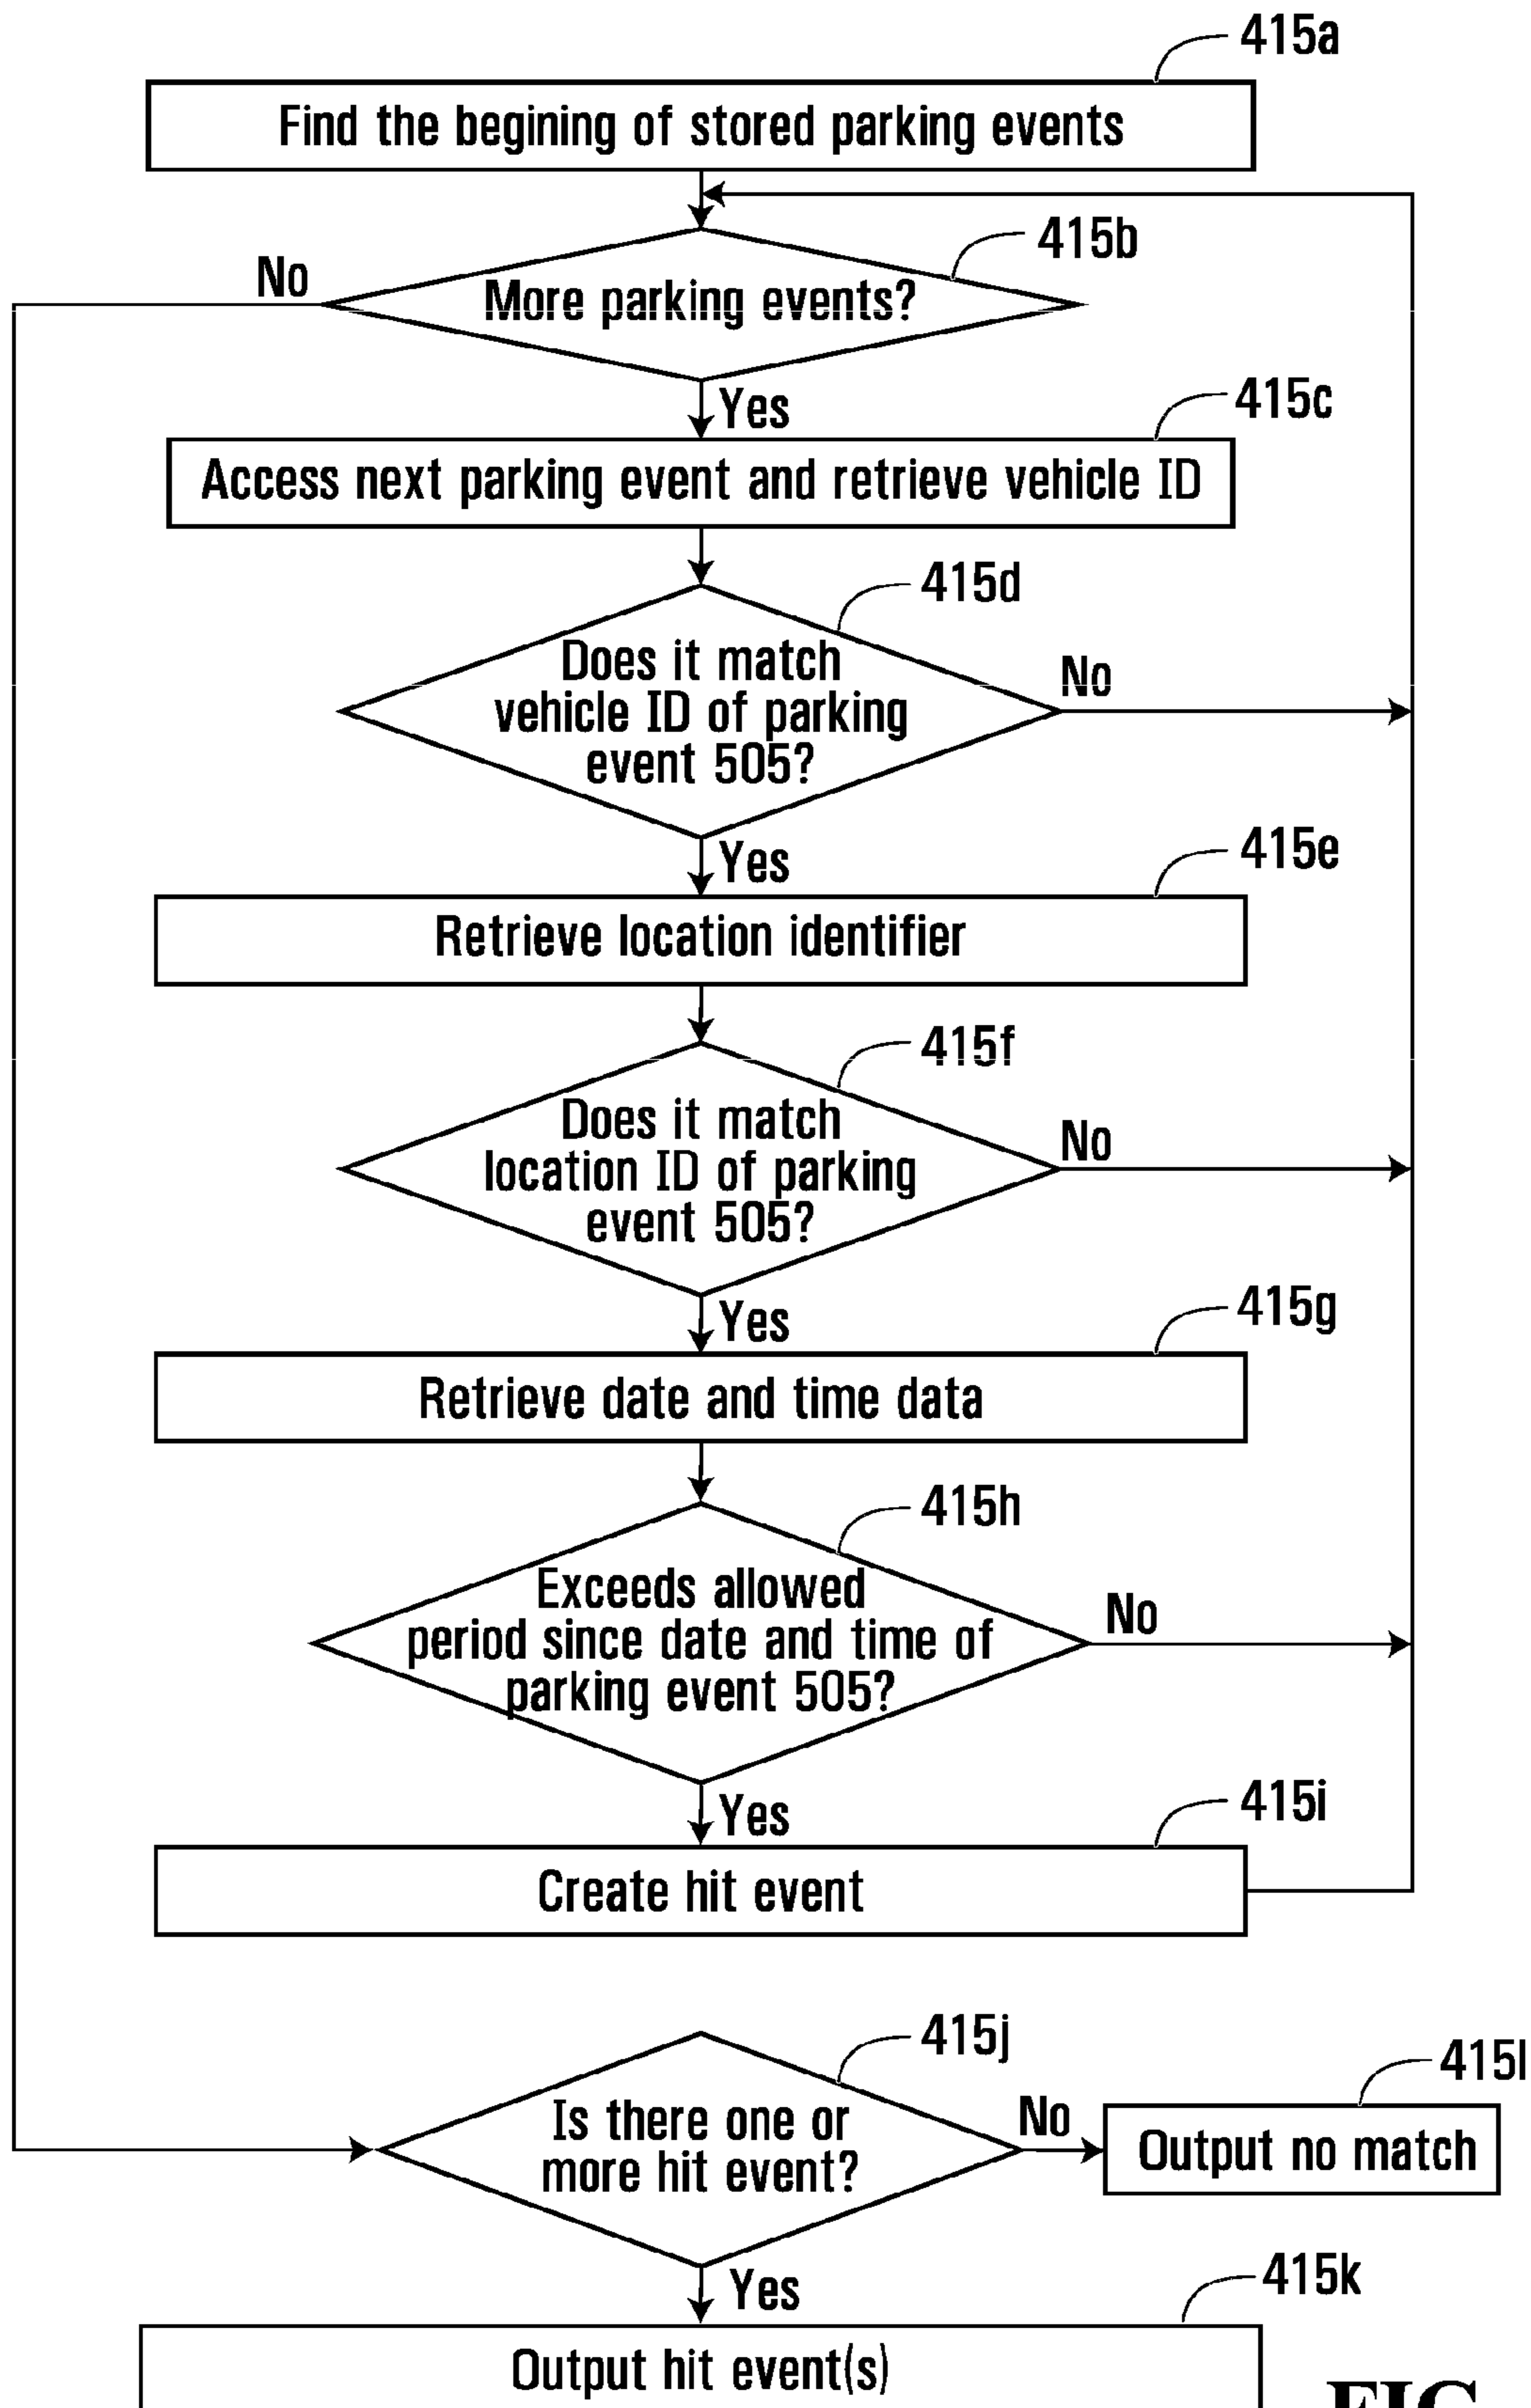 415a
Find the begining of stored parking events
415b
No
More parking events?
Yes
415c
Access next parking event and retrieve vehicle ID
415d
Does it match
vehicle ID of parking
event 505?
No
Yes
415e
Retrieve location identifier
415f
Does it match
location ID of parking
event 505?
No
Yes
415g
Retrieve date and time data
415h
Exceeds allowed
period since date and time of
parking event 505?
No
Yes
415i
Create hit event
415j
Is there one or
more hit event?
No
415l
Output no match
Yes
415k
Output hit event(s)
FIG